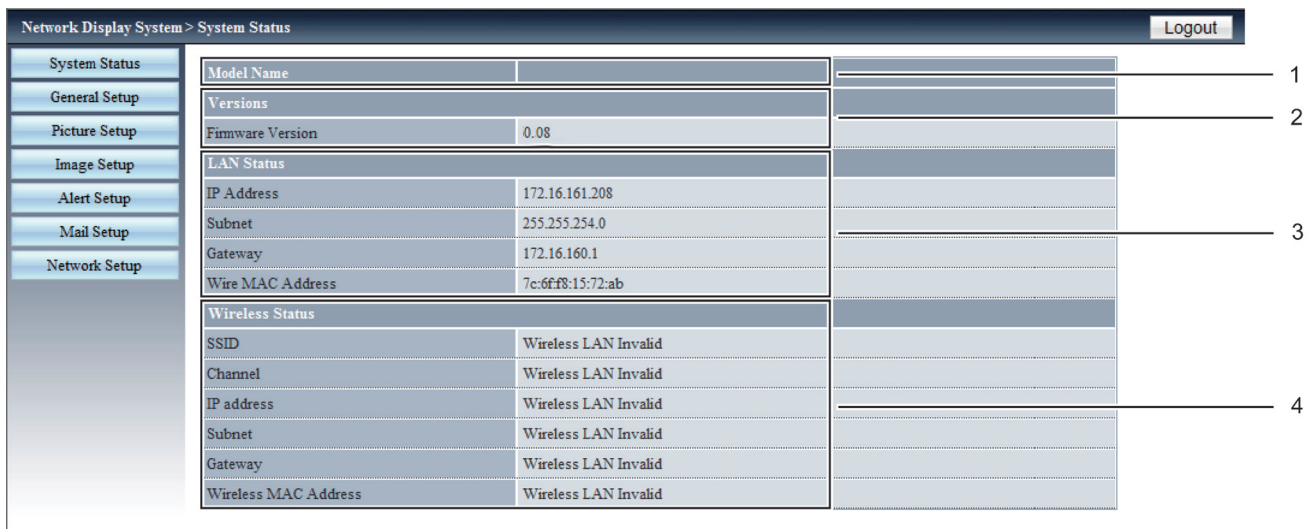 Network Display System > System Status
Logout
System Status
General Setup
Picture Setup
Image Setup
Alert Setup
Mail Setup
Network Setup
Model Name
1
Versions
2
Firmware Version 0.08
LAN Status
IP Address 172.16.161.208
Subnet 255.255.254.0
3
Gateway 172.16.160.1
Wire MAC Address 7c:6f:f8:15:72:ab
Wireless Status
SSID Wireless LAN Invalid
Channel Wireless LAN Invalid
IP address Wireless LAN Invalid
4
Subnet Wireless LAN Invalid
Gateway Wireless LAN Invalid
Wireless MAC Address Wireless LAN Invalid